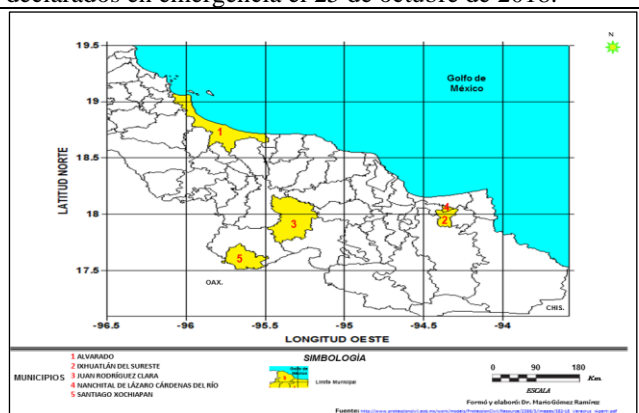 declarados en emergencia el 23 de octubre de 2018.
N
19.5
19
18.5
18
17.5
LATITUD NORTE
Golfo de
México
1
4
2
3
5
OAX.
CHIS.
-96.5 -96 -95.5 -95 -94.5 -94
LONGITUD OESTE
SIMBOLOGÍA
MUNICIPIOS
1 ALVARADO
2 IXHUATLÁN DEL SURESTE
3 JUAN RODRÍGUEZ CLARA
4 NANCHITAL DE LÁZARO CÁRDENAS DEL RÍO
5 SANTIAGO XOCHIAPAN
Golfo de
México
Límite Municipal
0 90 180
Km.
ESCALA
Formó y elaboró: Dr. Mario Gómez Ramírez
Fuente: